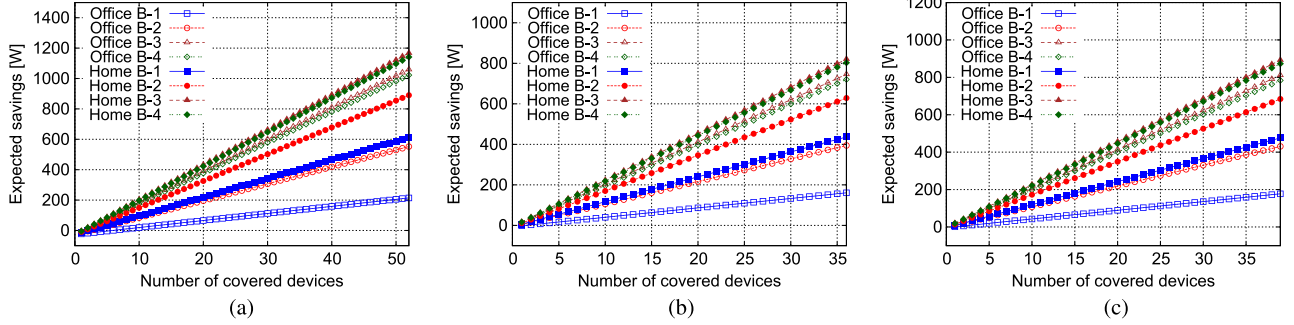 Expected savings [W]
1400
1200
1000
800
600
400
200
0
Office B-1
Office B-2
Office B-3
Office B-4
Home B-1
Home B-2
Home B-3
Home B-4
0 10 20 30 40 50
Number of covered devices
(a)
Expected savings [W]
1000
800
600
400
200
0
Office B-1
Office B-2
Office B-3
Office B-4
Home B-1
Home B-2
Home B-3
Home B-4
0 5 10 15 20 25 30 35
Number of covered devices
(b)
Expected savings [W]
1200
1000
800
600
400
200
0
Office B-1
Office B-2
Office B-3
Office B-4
Home B-1
Home B-2
Home B-3
Home B-4
0 5 10 15 20 25 30 35
Number of covered devices
(c)